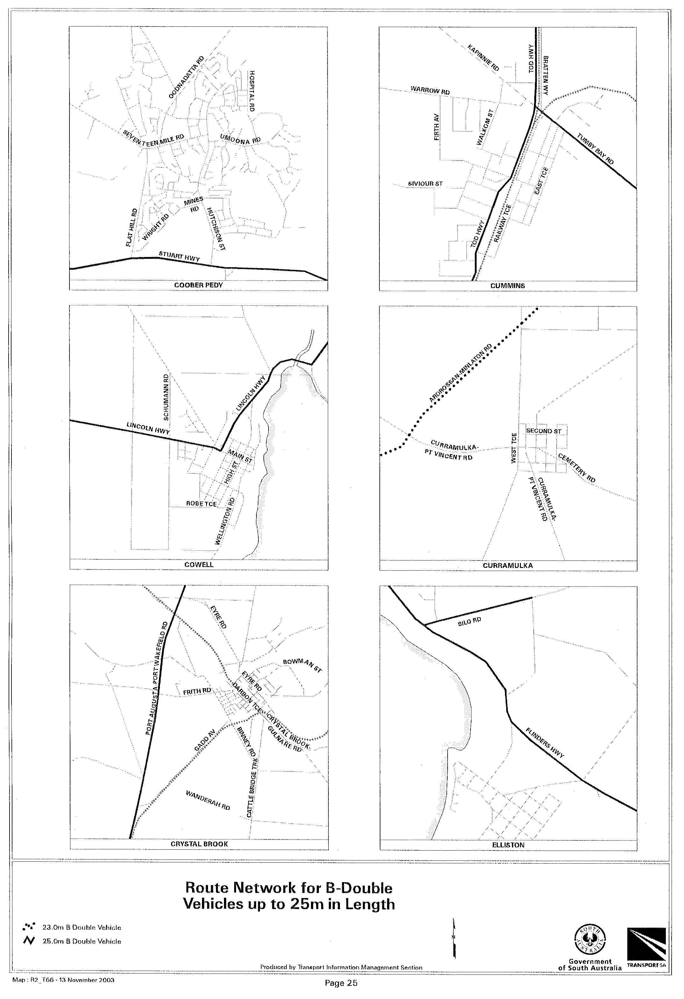 OODNADATTA RD
HOSPITAL RD
SEVENTEEN MILE RD
UMOONA RD
MINES
RD
FLAT HILL RD
WRIGHT RD
HUTCHISON ST
STUART HWY
COOBER PEDY
KAPINNIE RD
TOD HWY
BRATTEN WY
WARROW RD
FIRTH AV
WALKOM ST
TUMBY BAY RD
SIVIOUR ST
EAST TCE
TOD HWY
RAILWAY TCE
CUMMINS
SCHUMANN RD
LINCOLN HWY
LINCOLN HWY
MAIN ST
HIGH ST
ROBE TCE
WELLINGTON RD
COWELL
ARDROSSAN-MINLATON RD
SECOND ST
WEST TCE
CURRAMULKA-
PT VINCENT RD
CEMETERY RD
CURRAMULKA-
PT VINCENT RD
CURRAMULKA
EYRE RD
PORT AUGUSTA-PORT WAKEFIELD RD
BOWMAN ST
EYRE RD
FRITH RD
DARBON TCE
CRYSTAL BROOK-
GULNARE RD
GADD AV
BINNEY RD
CATTLE BRIDGE TRK
WANDERAH RD
CRYSTAL BROOK
SILO RD
FLINDERS HWY
ELLISTON
Route Network for B-Double
Vehicles up to 25m in Length
23.0m B Double Vehicle
25.0m B Double Vehicle
N
SOUTH
AUSTRALIA
Government
of South Australia
TRANSPORT SA
Produced by Transport Information Management Section
Map : R2_T66 - 13 November 2003
Page 25